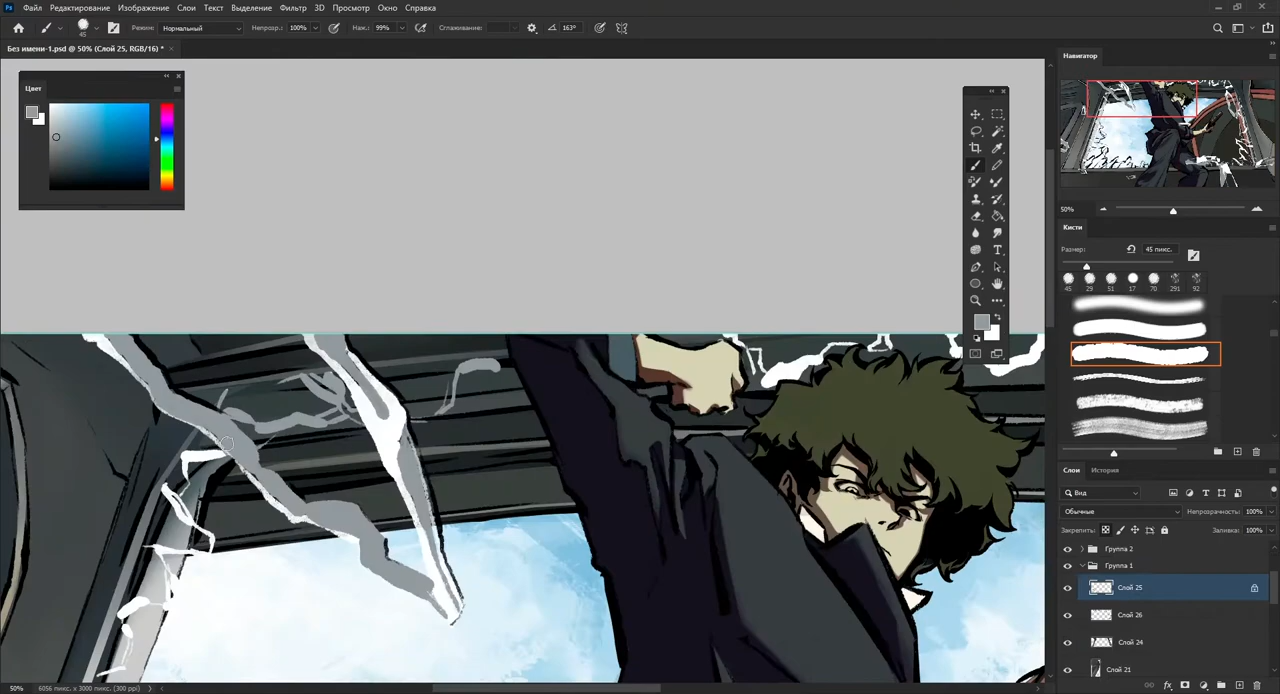 Ps Файл Редактирование Изображение Слои Текст Выделение Фильтр 3D Просмотр Окно Справка
45 Режим: Нормальный Непрозр.: 100% Наж.: 99% Сглаживание: 163°
Без имени-1.psd @ 50% (Слой 25, RGB/16) *
Цвет
Навигатор
50%
Кисти
Размер: 45 пикс.
45 29 51 17 70 291 92
Слои История
Вид
Обычные Непрозрачность: 100%
Закрепить: Заливка: 100%
Группа 2
Группа 1
Слой 25
Слой 26
Слой 24
Слой 21
fx
50% 6056 пикс. x 3000 пикс. (300 ppi)